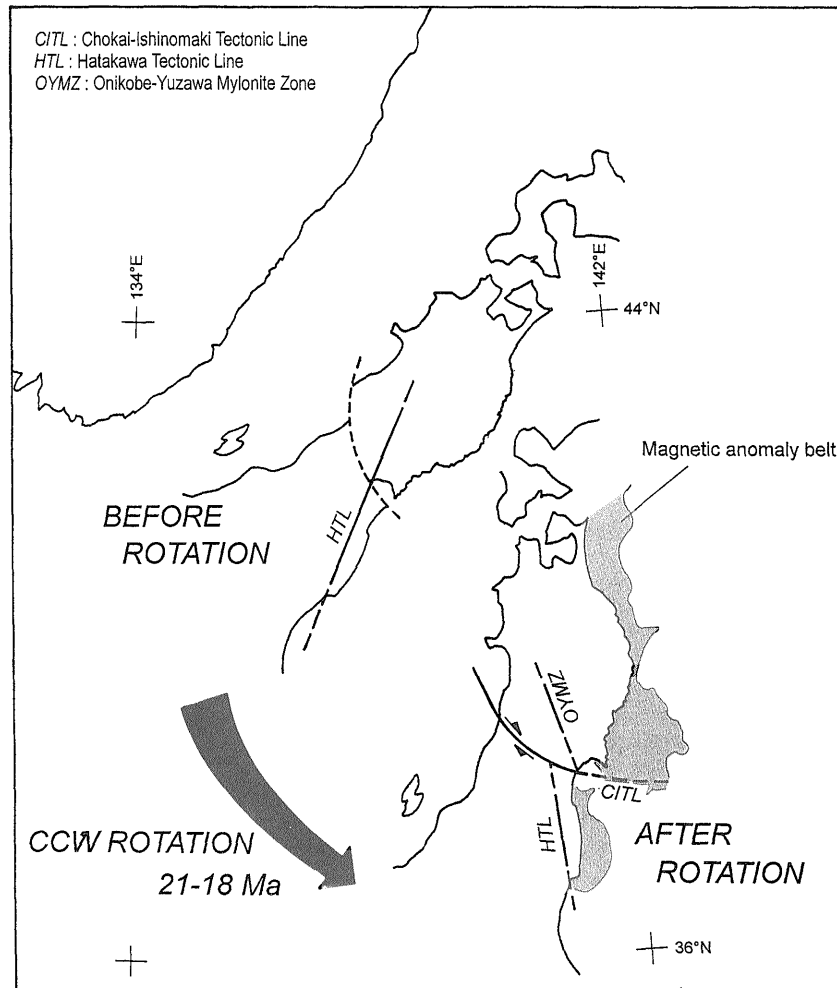 CITL : Chokai-Ishinomaki Tectonic Line
HTL : Hatakawa Tectonic Line
OYMZ : Onikobe-Yuzawa Mylonite Zone
134°E
142°E
44°N
Magnetic anomaly belt
BEFORE
ROTATION
HTL
OYMZ
CITL
HTL
CCW ROTATION
21-18 Ma
AFTER
ROTATION
36°N